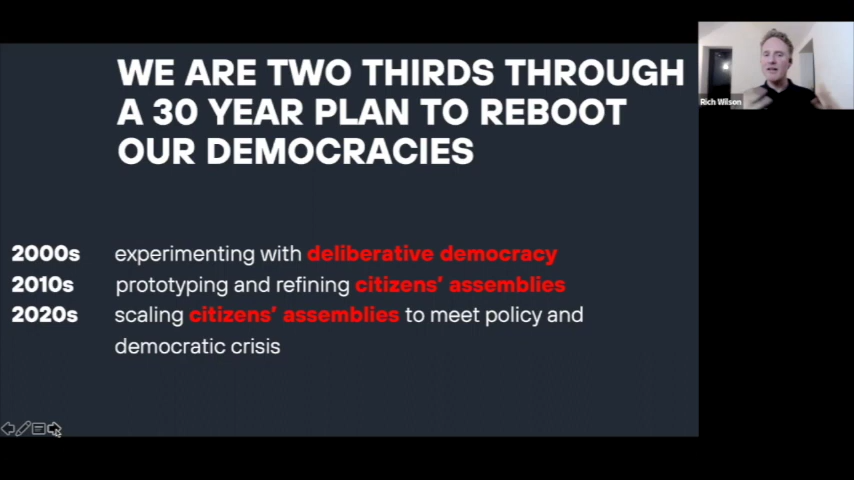 WE ARE TWO THIRDS THROUGH
A 30 YEAR PLAN TO REBOOT
OUR DEMOCRACIES
Rich Wilson
2000s experimenting with deliberative democracy
2010s prototyping and refining citizens' assemblies
2020s scaling citizens' assemblies to meet policy and
democratic crisis